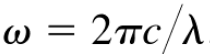 ω = 2πc/λ